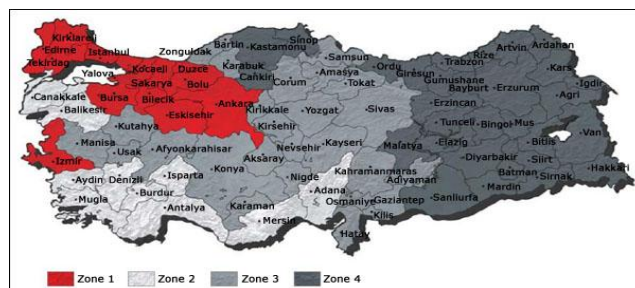 Kirklareli
Edirne
Tekirdag
Istanbul
Zonguldak
Bartin
Kastamonu
Sinop
Karabuk
Cankiri
Samsun
Ordu
Giresun
Trabzon
Rize
Artvin
Ardahan
Kars
Yalova
Kocaeli
Duzce
Sakarya
Bolu
Corum
Amasya
Tokat
Gumushane
Bayburt
Erzurum
Igdir
Agri
Canakkale
Balikesir
Bursa
Bilecik
Eskisehir
Ankara
Kirikkale
Yozgat
Sivas
Erzincan
Kirsehir
Tunceli
Bingol
Mus
Van
Kutahya
Manisa
Usak
Afyonkarahisar
Nevsehir
Kayseri
Malatya
Elazig
Bitlis
Izmir
Aksaray
Diyarbakir
Siirt
Aydin
Denizli
Isparta
Konya
Nigde
Kahramanmaras
Adiyaman
Batman
Sirnak
Hakkari
Mardin
Burdur
Adana
Osmaniye
Gaziantep
Sanliurfa
Mugla
Antalya
Karaman
Mersin
Kilis
Hatay
Zone 1
Zone 2
Zone 3
Zone 4